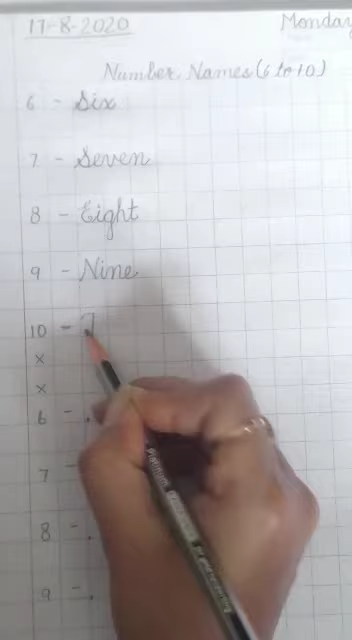 17-8-2020 Monday
Number Names (6 to 10)
6 - Six
7 - Seven
8 - Eight
9 - Nine
10 -
x
x
6 - .
7 -
8 - .
9 - .
Platinum